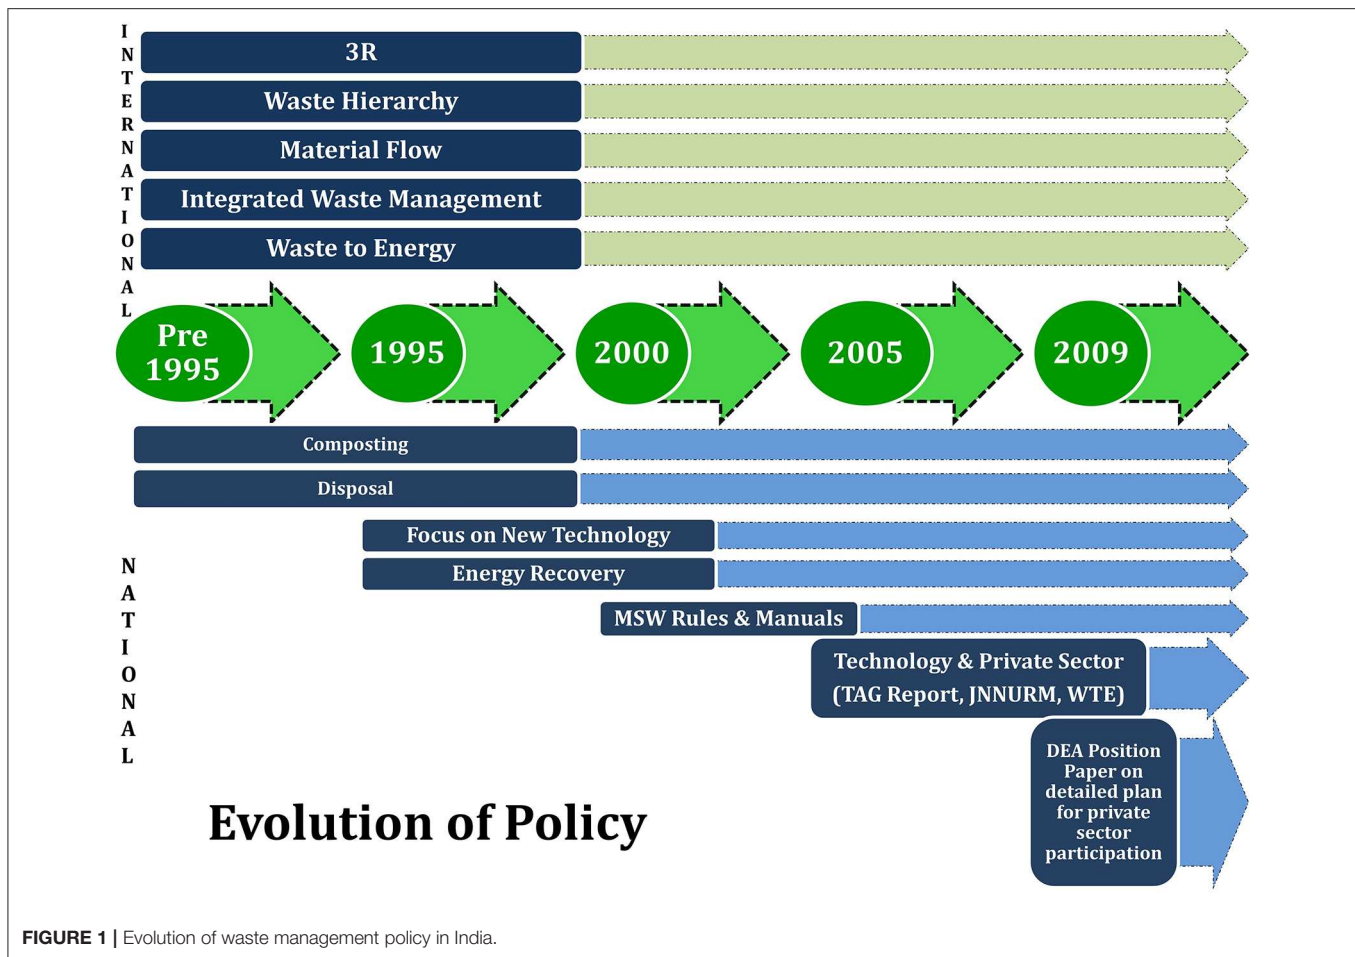 INTERNATIONAL
3R
Waste Hierarchy
Material Flow
Integrated Waste Management
Waste to Energy
Pre
1995
1995
2000
2005
2009
Composting
Disposal
Focus on New Technology
Energy Recovery
MSW Rules & Manuals
Technology & Private Sector
(TAG Report, JNNURM, WTE)
DEA Position
Paper on
detailed plan
for private
sector
participation
NATIONAL
Evolution of Policy
FIGURE 1 | Evolution of waste management policy in India.